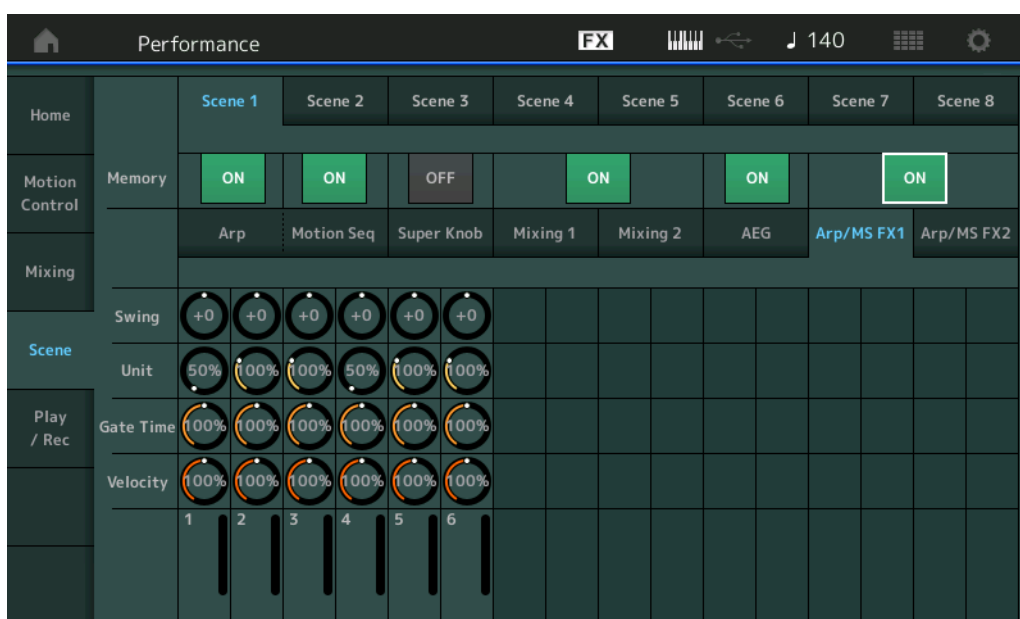 Performance FX ♩ 140
Home
Motion
Control
Mixing
Scene
Play
/ Rec
Scene 1 Scene 2 Scene 3 Scene 4 Scene 5 Scene 6 Scene 7 Scene 8
Memory ON ON OFF ON ON ON
Arp Motion Seq Super Knob Mixing 1 Mixing 2 AEG Arp/MS FX1 Arp/MS FX2
Swing +0 +0 +0 +0 +0 +0
Unit 50% 100% 100% 50% 100% 100%
Gate Time 100% 100% 100% 100% 100% 100%
Velocity 100% 100% 100% 100% 100% 100%
1 2 3 4 5 6